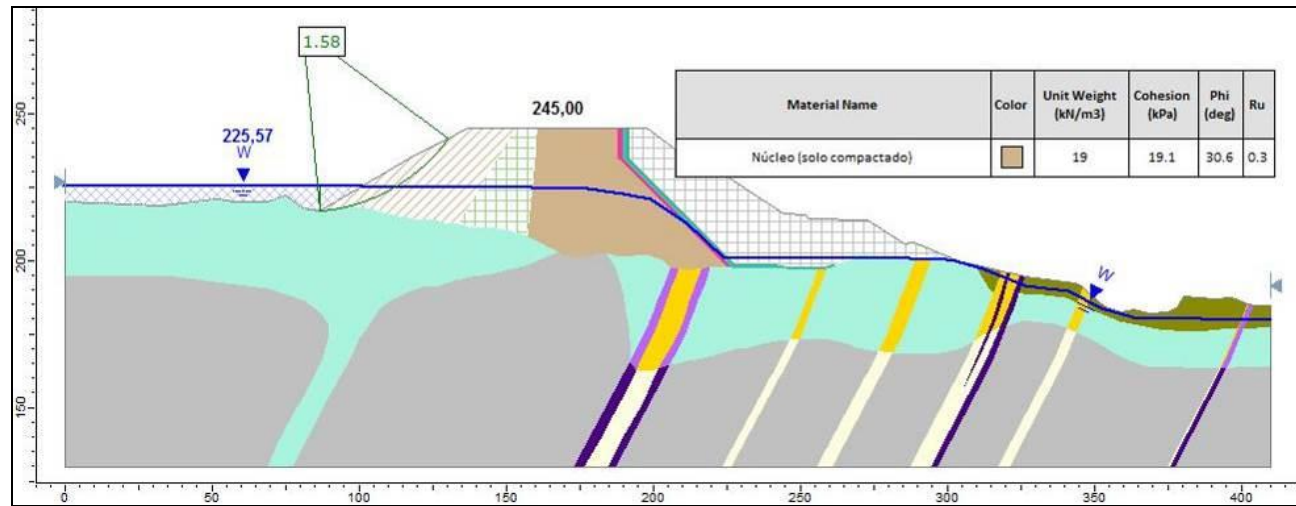 1.58
245,00
225,57
W
Material Name Color Unit Weight (kN/m3) Cohesion (kPa) Phi (deg) Ru
Núcleo (solo compactado) 19 19.1 30.6 0.3
W
250
200
150
0 50 100 150 200 250 300 350 400